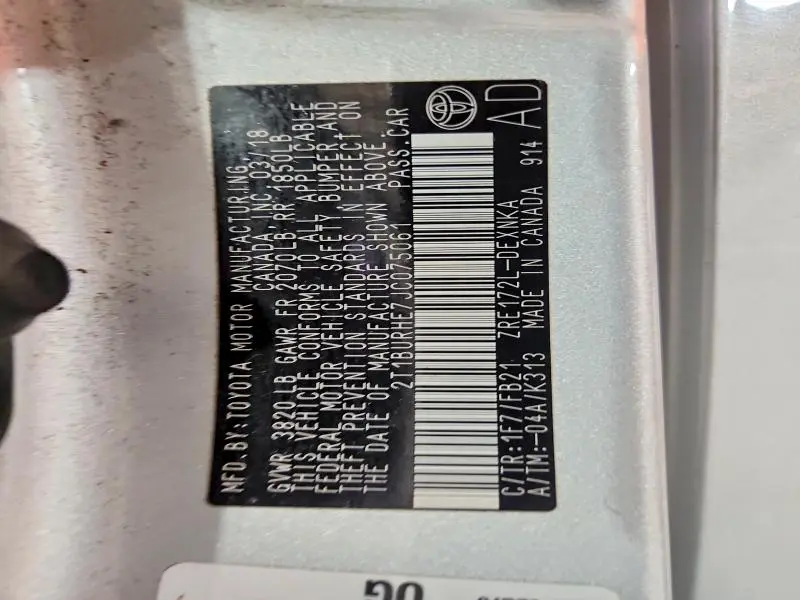 MFD.BY:TOYOTA MOTOR MANUFACTURING
CANADA INC. 03/18
GVWR 3820LB GAWR FR 2070LB RR 1850LB
THIS VEHICLE CONFORMS TO ALL APPLICABLE
FEDERAL MOTOR VEHICLE SAFETY BUMPER AND
THEFT PREVENTION STANDARDS IN EFFECT ON
THE DATE OF MANUFACTURE SHOWN ABOVE
2T1BURHE7JC075061 PASS.CAR
C/TR:1F7/FB21 ZRE172L-DEXNKA
A/TM:-04A/K313 MADE IN CANADA 914 AD